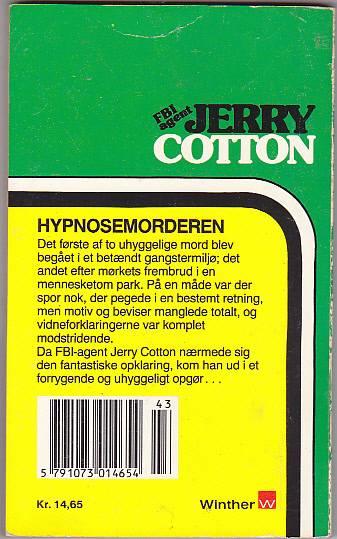 FBI
agent JERRY
COTTON
HYPNOSEMORDEREN
Det første af to uhyggelige mord blev
begået i et betændt gangstermiljø; det
andet efter mørkets frembrud i en
mennesketom park. På en måde var der
spor nok, der pegede i en bestemt retning,
men motiv og beviser manglede totalt, og
vidneforklaringerne var komplet
modstridende.
Da FBI-agent Jerry Cotton nærmede sig
den fantastiske opklaring, kom han ud i et
forrygende og uhyggeligt opgør...
43
5 791073 014654
Kr. 14,65
Winther W